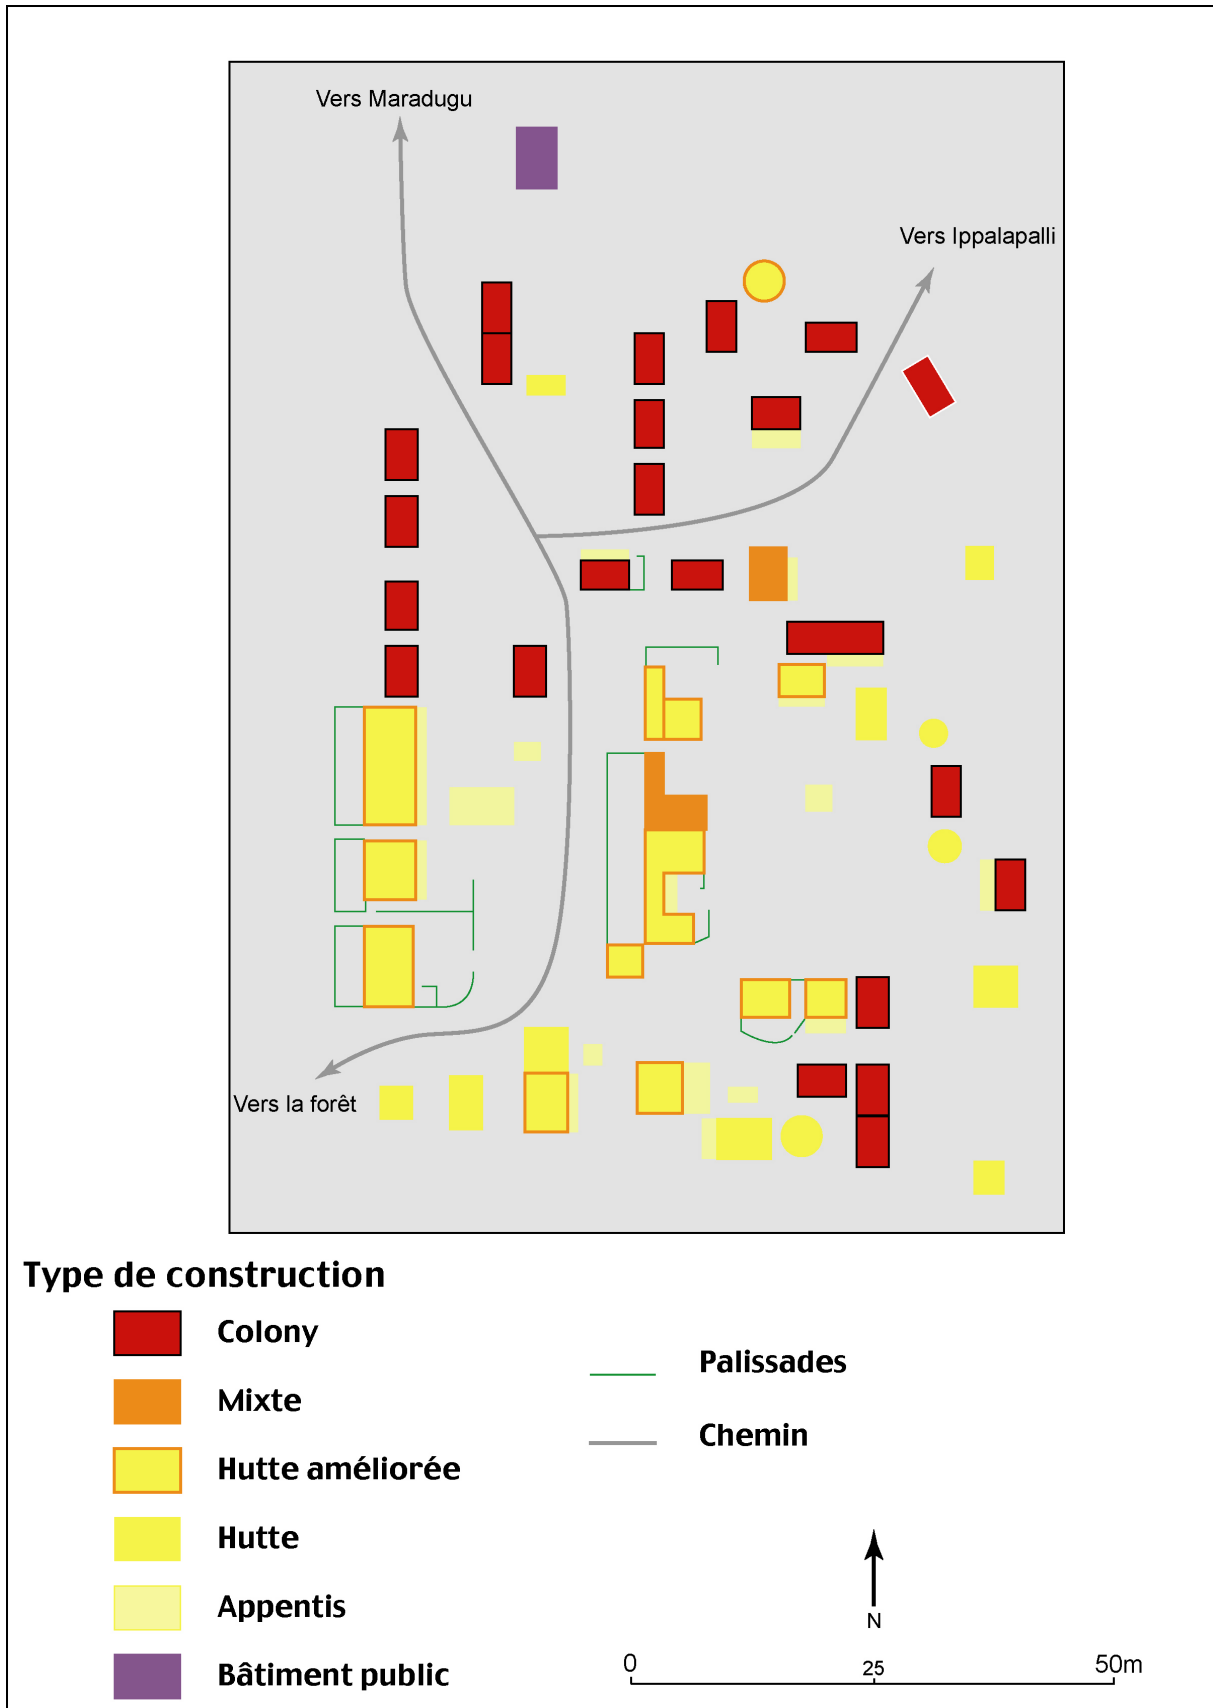 Vers Maradugu
Vers Ippalapalli
Vers la forêt
Type de construction
Colony
Mixte
Hutte améliorée
Hutte
Appentis
Bâtiment public
Palissades
Chemin
N
0 25 50m